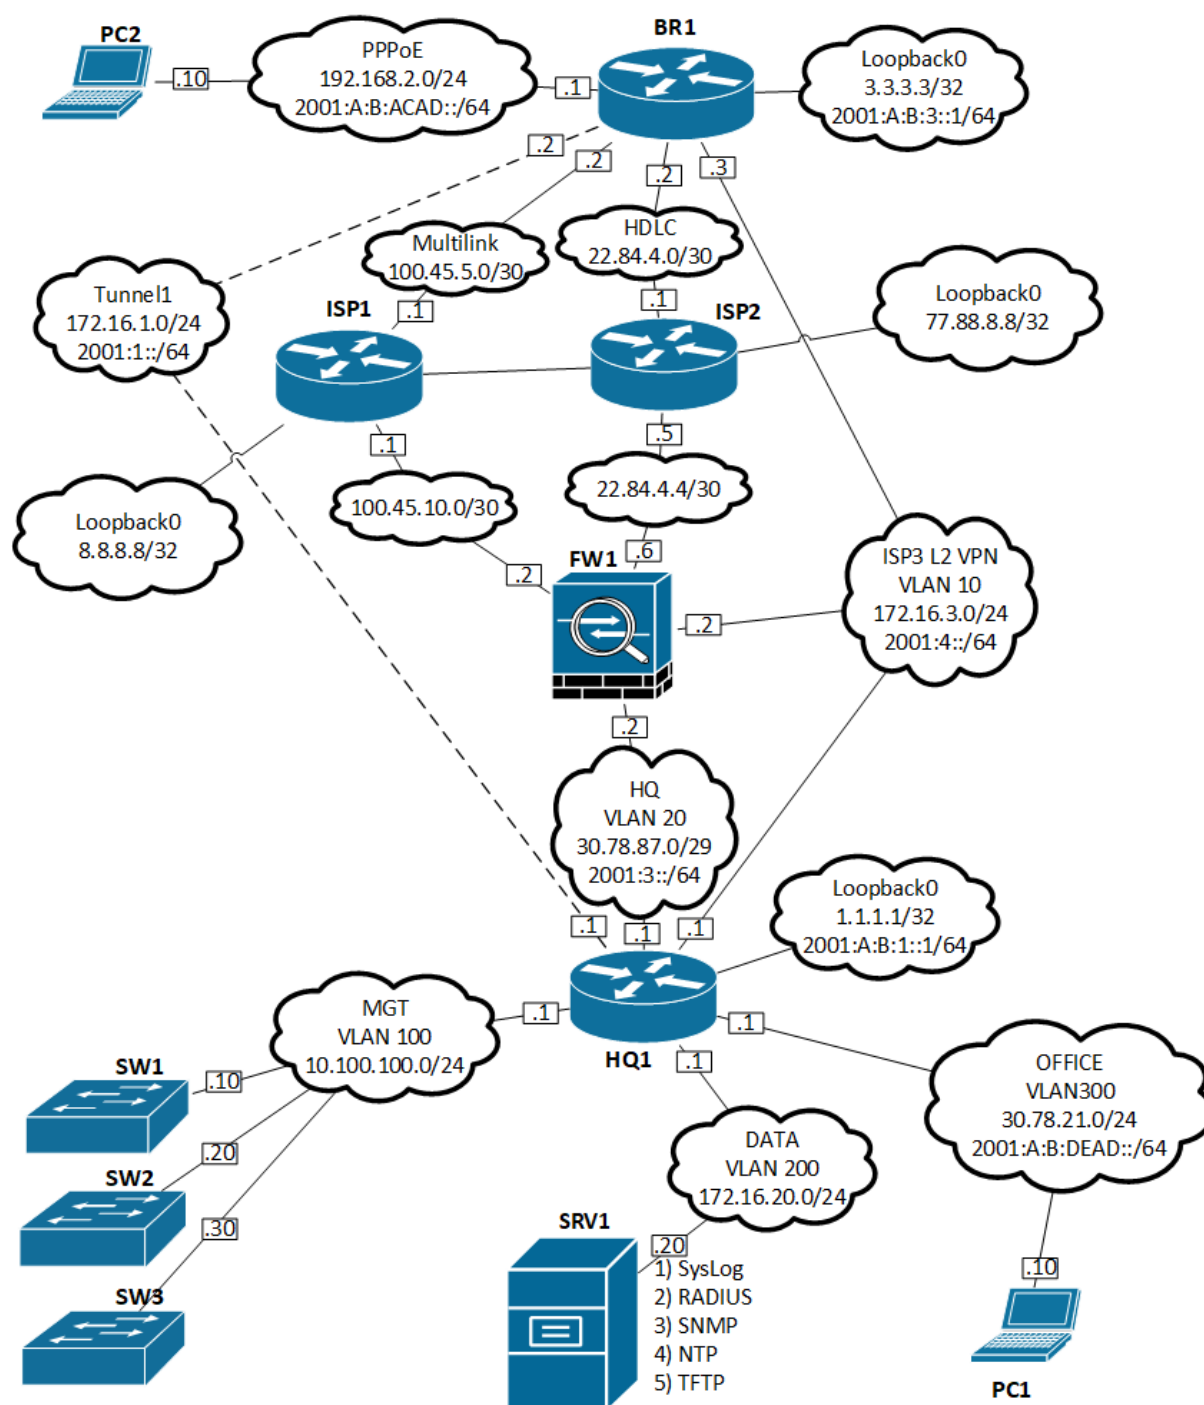 PC2
BR1
PPPoE
192.168.2.0/24
2001:A:B:ACAD::/64
.10
.1
Loopback0
3.3.3.3/32
2001:A:B:3::1/64
.2
.2
.2
.3
Multilink
100.45.5.0/30
HDLC
22.84.4.0/30
Tunnel1
172.16.1.0/24
2001:1::/64
.1
.1
ISP1
ISP2
Loopback0
77.88.8.8/32
.1
.5
100.45.10.0/30
22.84.4.4/30
Loopback0
8.8.8.8/32
.2
.6
FW1
.2
ISP3 L2 VPN
VLAN 10
172.16.3.0/24
2001:4::/64
.2
HQ
VLAN 20
30.78.87.0/29
2001:3::/64
.1
.1
.1
Loopback0
1.1.1.1/32
2001:A:B:1::1/64
MGT
VLAN 100
10.100.100.0/24
.1
.1
HQ1
.1
SW1
.10
SW2
.20
SW3
.30
OFFICE
VLAN300
30.78.21.0/24
2001:A:B:DEAD::/64
DATA
VLAN 200
172.16.20.0/24
SRV1
.20
1) SysLog
2) RADIUS
3) SNMP
4) NTP
5) TFTP
.10
PC1